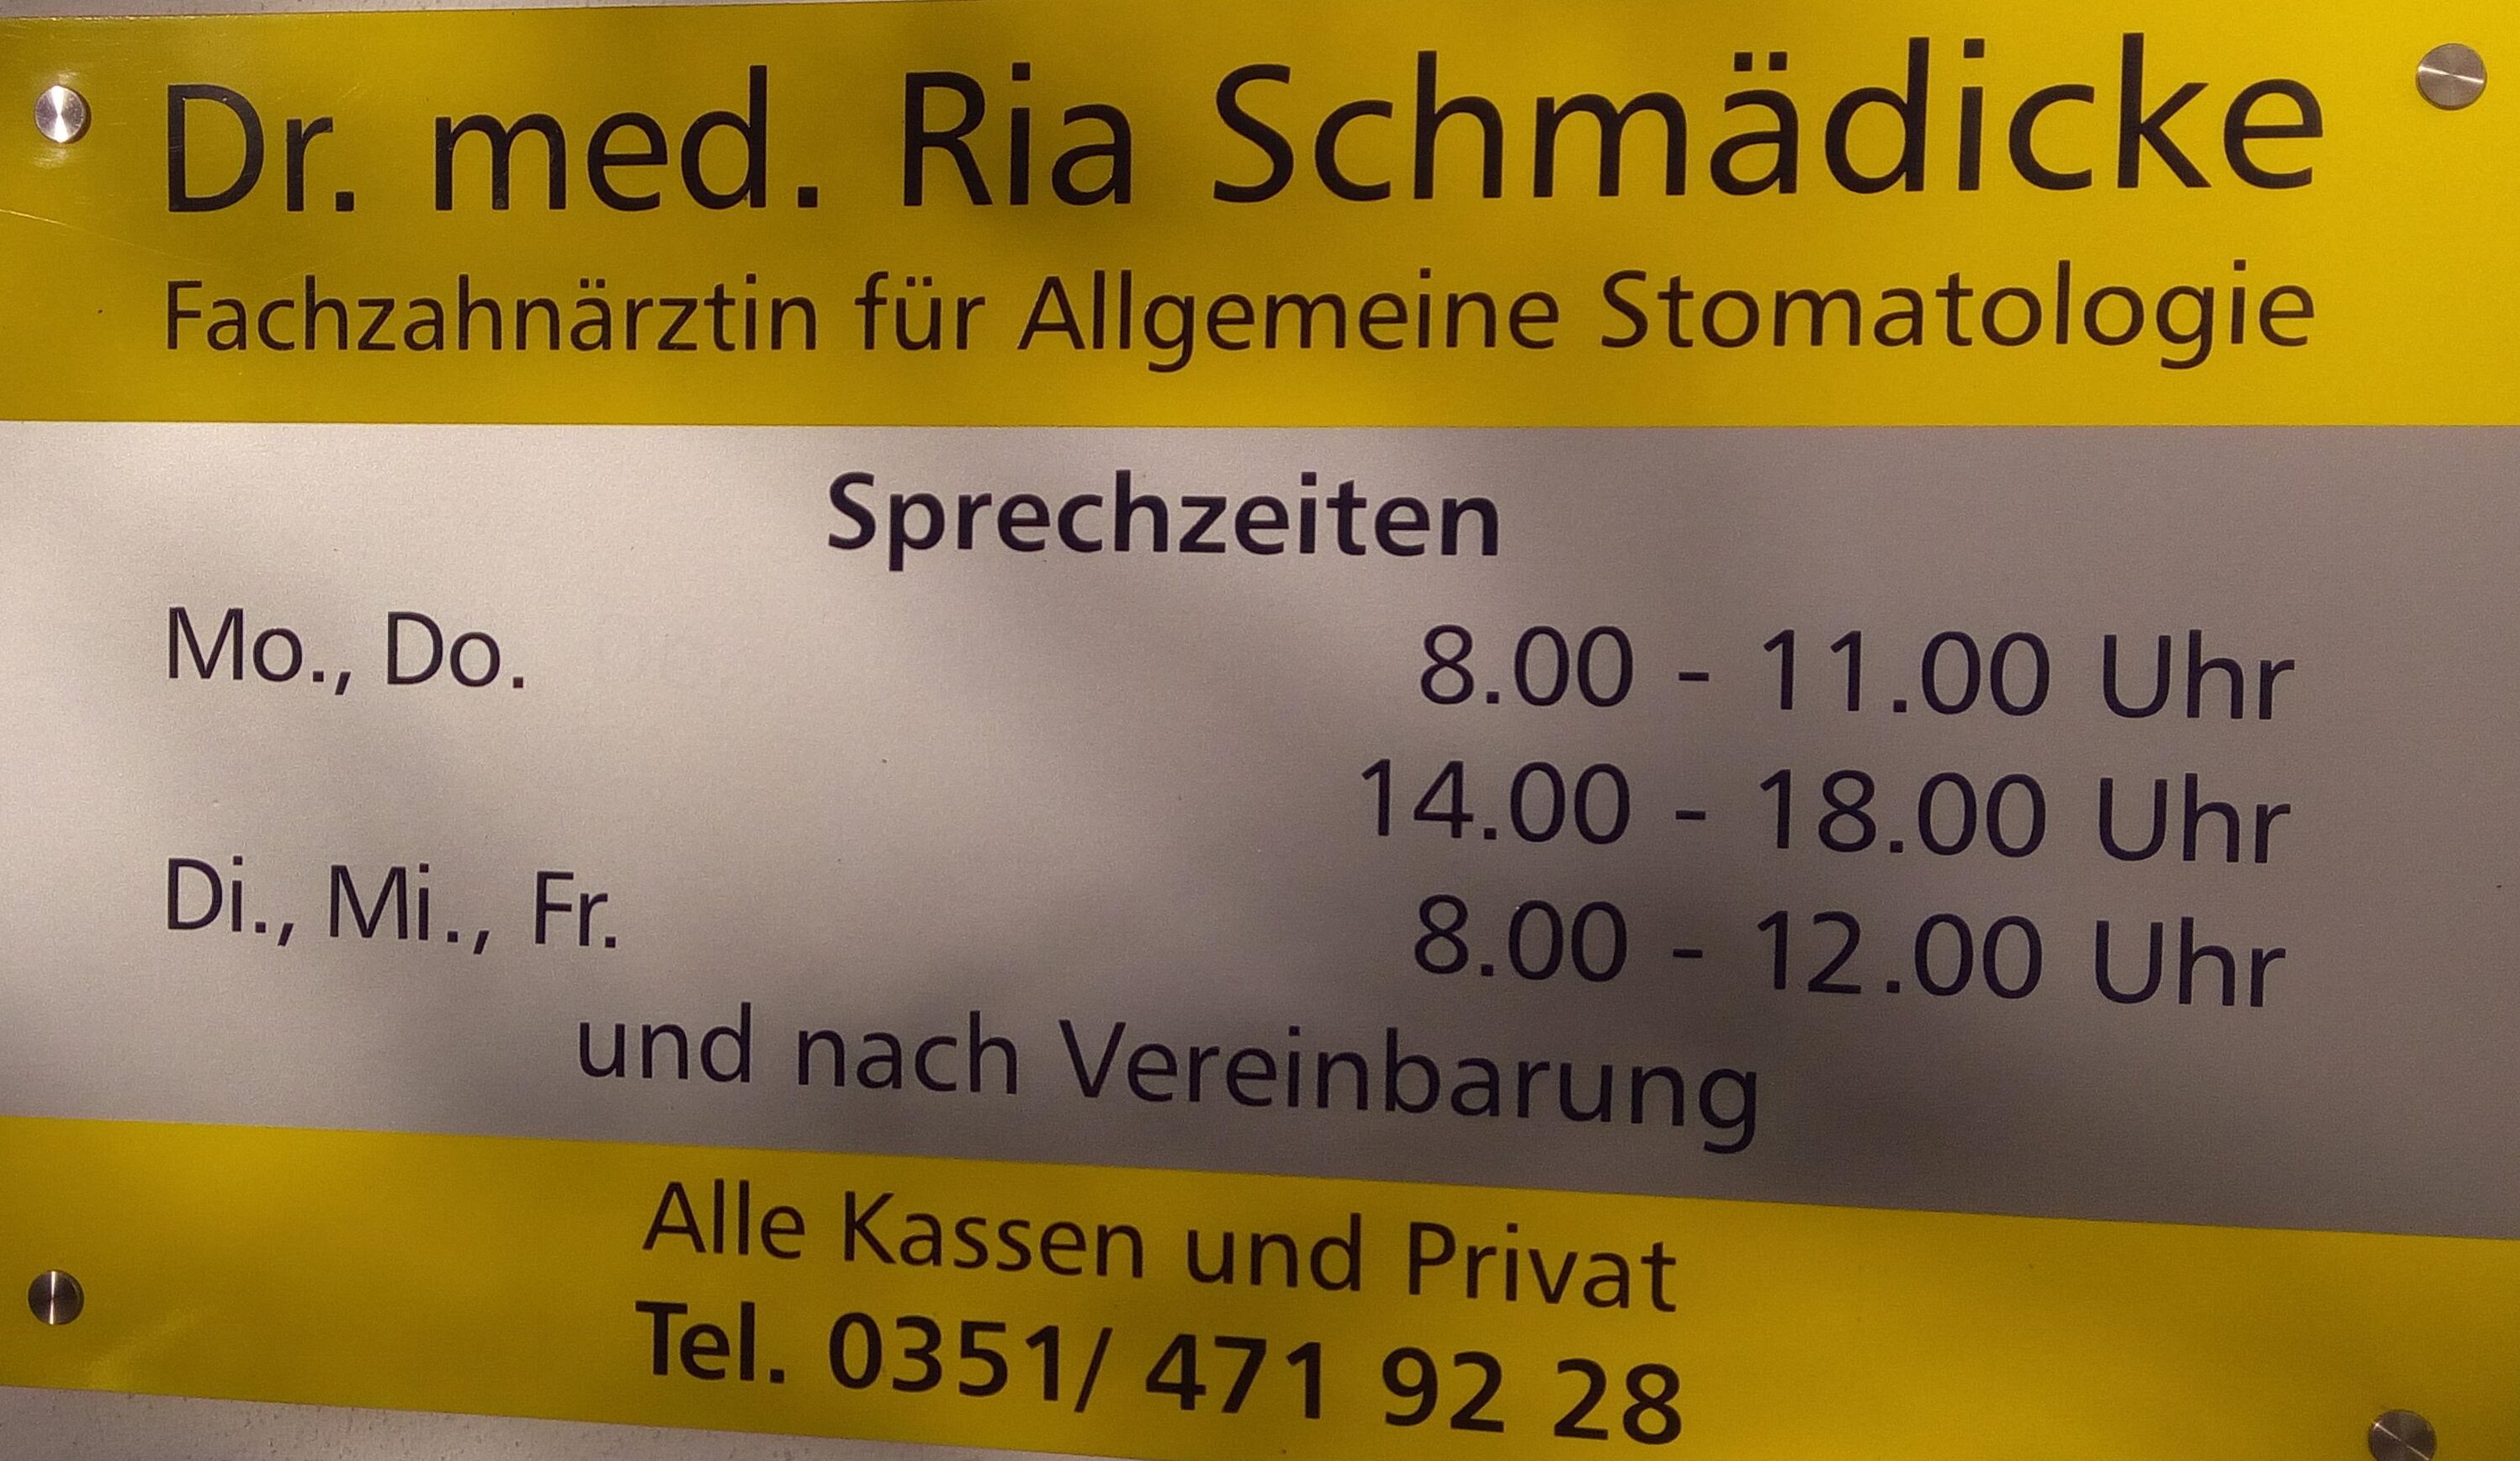 Dr. med. Ria Schmädicke
Fachzahnärztin für Allgemeine Stomatologie
Sprechzeiten
Mo., Do. 8.00 - 11.00 Uhr
14.00 - 18.00 Uhr
Di., Mi., Fr. 8.00 - 12.00 Uhr
und nach Vereinbarung
Alle Kassen und Privat
Tel. 0351/ 471 92 28